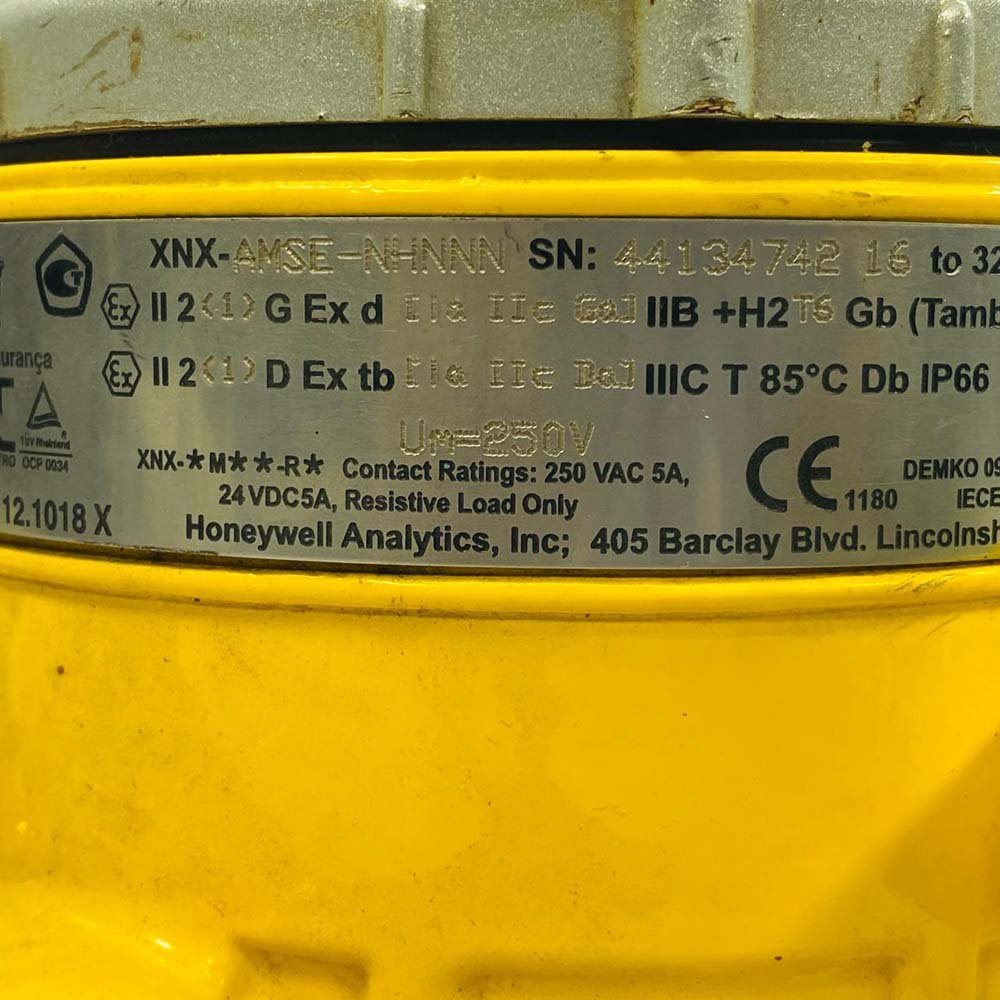 XNX-AMSE-NHNNN SN: 44134742 16 to 32
Ex II 2(1) G Ex d [ia IIC Ga] IIB +H2 T6 Gb (Tamb
urança
Ex II 2(1) D Ex tb [ia IIC Da] IIIC T 85°C Db IP66
TÜV Rheinland
TRO OCP 0034
Um=250V
XNX-*M**-R* Contact Ratings: 250 VAC 5A,
24VDC5A, Resistive Load Only
CE 1180
DEMKO 09
IECE
12.1018 X
Honeywell Analytics, Inc; 405 Barclay Blvd. Lincolnsh